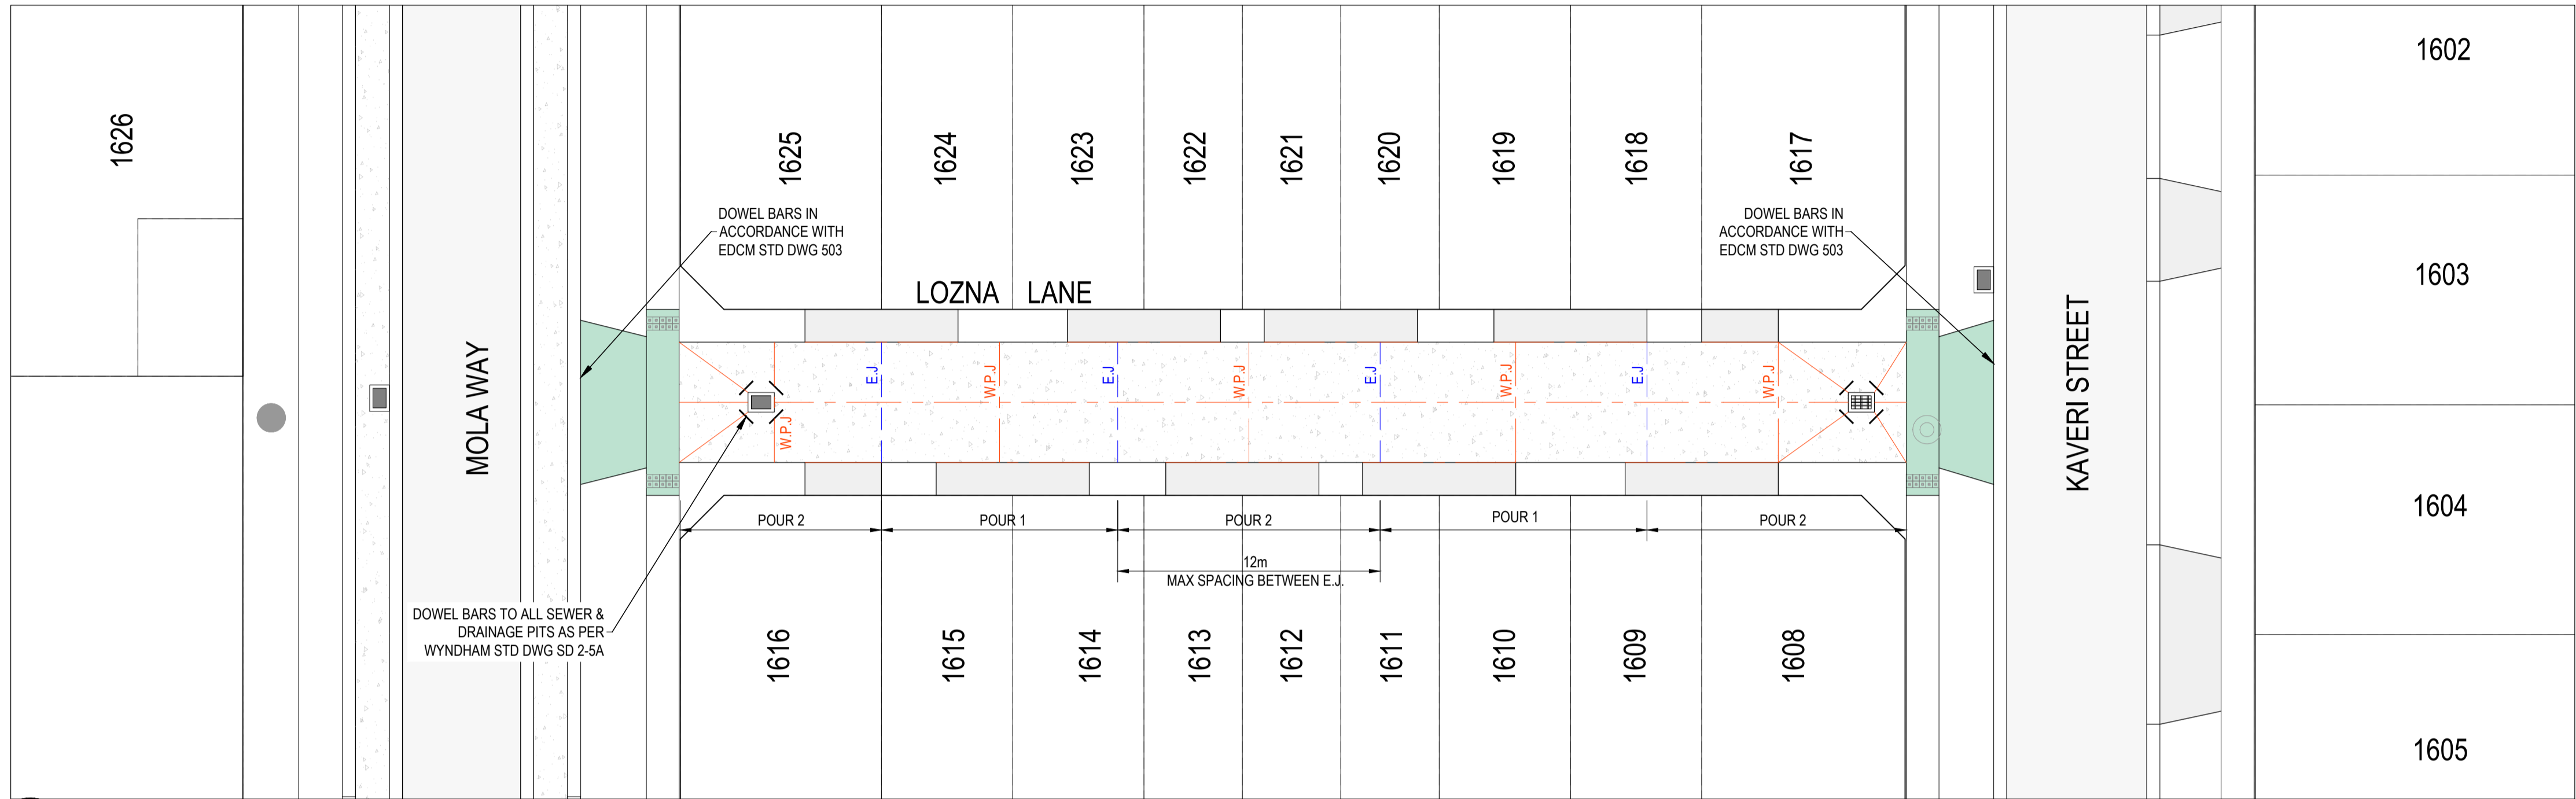 1602
1626
1625
1624
1623
1622
1621
1620
1619
1618
1617
DOWEL BARS IN
ACCORDANCE WITH
EDCM STD DWG 503
DOWEL BARS IN
ACCORDANCE WITH
EDCM STD DWG 503
1603
LOZNA LANE
MOLA WAY
KAVERI STREET
E.J
W.P.J
E.J
W.P.J
E.J
W.P.J
E.J
W.P.J
W.P.J
POUR 2
POUR 1
POUR 2
POUR 1
POUR 2
1604
12m
MAX SPACING BETWEEN E.J.
DOWEL BARS TO ALL SEWER &
DRAINAGE PITS AS PER
WYNDHAM STD DWG SD 2-5A
1616
1615
1614
1613
1612
1611
1610
1609
1608
1605